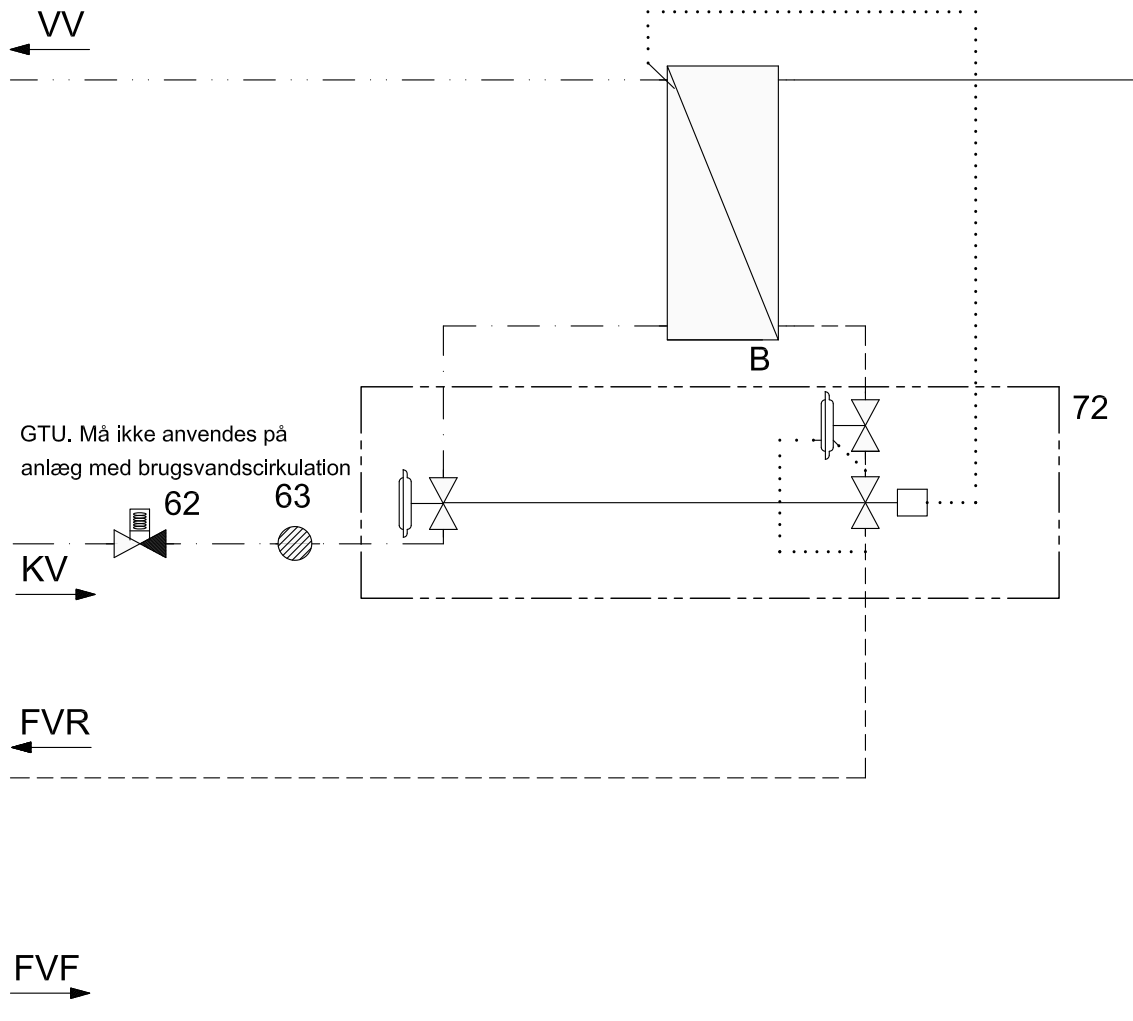 VV
B
72
GTU. Må ikke anvendes på
anlæg med brugsvandscirkulation
62
63
KV
FVR
FVF